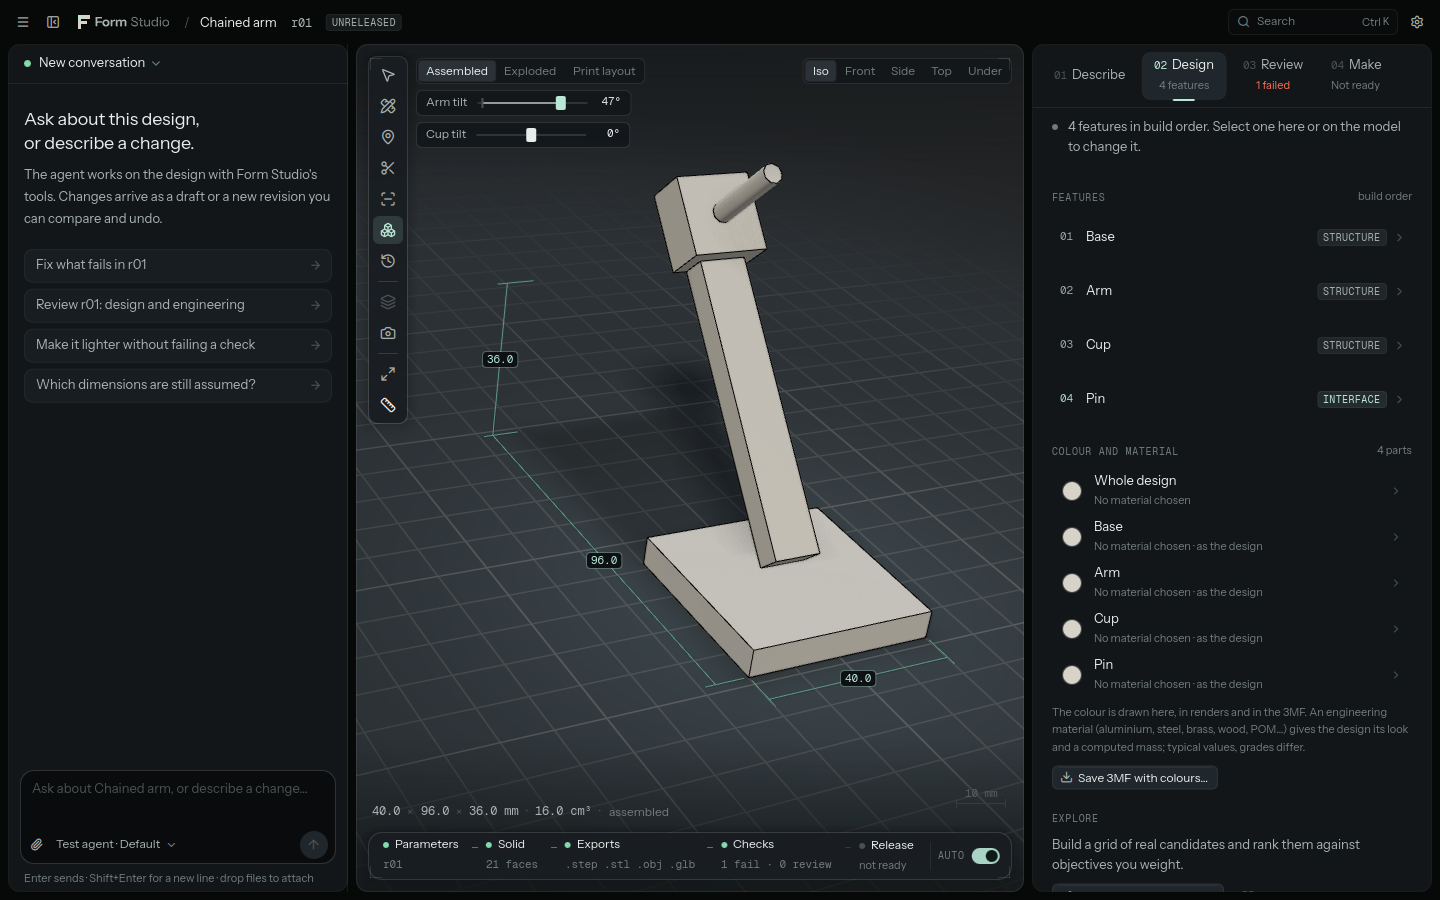 Form Studio / Chained arm r01 UNRELEASED
Search Ctrl K
New conversation
Ask about this design,
or describe a change.
The agent works on the design with Form Studio's
tools. Changes arrive as a draft or a new revision you
can compare and undo.
Fix what fails in r01
Review r01: design and engineering
Make it lighter without failing a check
Which dimensions are still assumed?
Ask about Chained arm, or describe a change...
Test agent · Default
Enter sends · Shift+Enter for a new line · drop files to attach
Assembled Exploded Print layout
Iso Front Side Top Under
Arm tilt 47°
Cup tilt 0°
36.0
96.0
40.0
10 mm
40.0 × 96.0 × 36.0 mm · 16.0 cm³ · assembled
Parameters Solid Exports Checks Release
r01 21 faces .step .stl .obj .glb 1 fail · 0 review not ready
AUTO
01 Describe
02 Design
4 features
03 Review
1 failed
04 Make
Not ready
4 features in build order. Select one here or on the model
to change it.
FEATURES build order
01 Base STRUCTURE
02 Arm STRUCTURE
03 Cup STRUCTURE
04 Pin INTERFACE
COLOUR AND MATERIAL 4 parts
Whole design
No material chosen
Base
No material chosen · as the design
Arm
No material chosen · as the design
Cup
No material chosen · as the design
Pin
No material chosen · as the design
The colour is drawn here, in renders and in the 3MF. An engineering
material (aluminium, steel, brass, wood, POM...) gives the design its look
and a computed mass; typical values, grades differ.
Save 3MF with colours...
EXPLORE
Build a grid of real candidates and rank them against
objectives you weight.